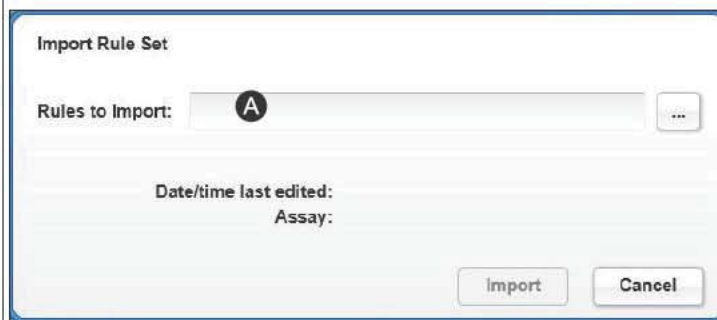 Import Rule Set
Rules to Import: A ...
Date/time last edited:
Assay:
Import Cancel